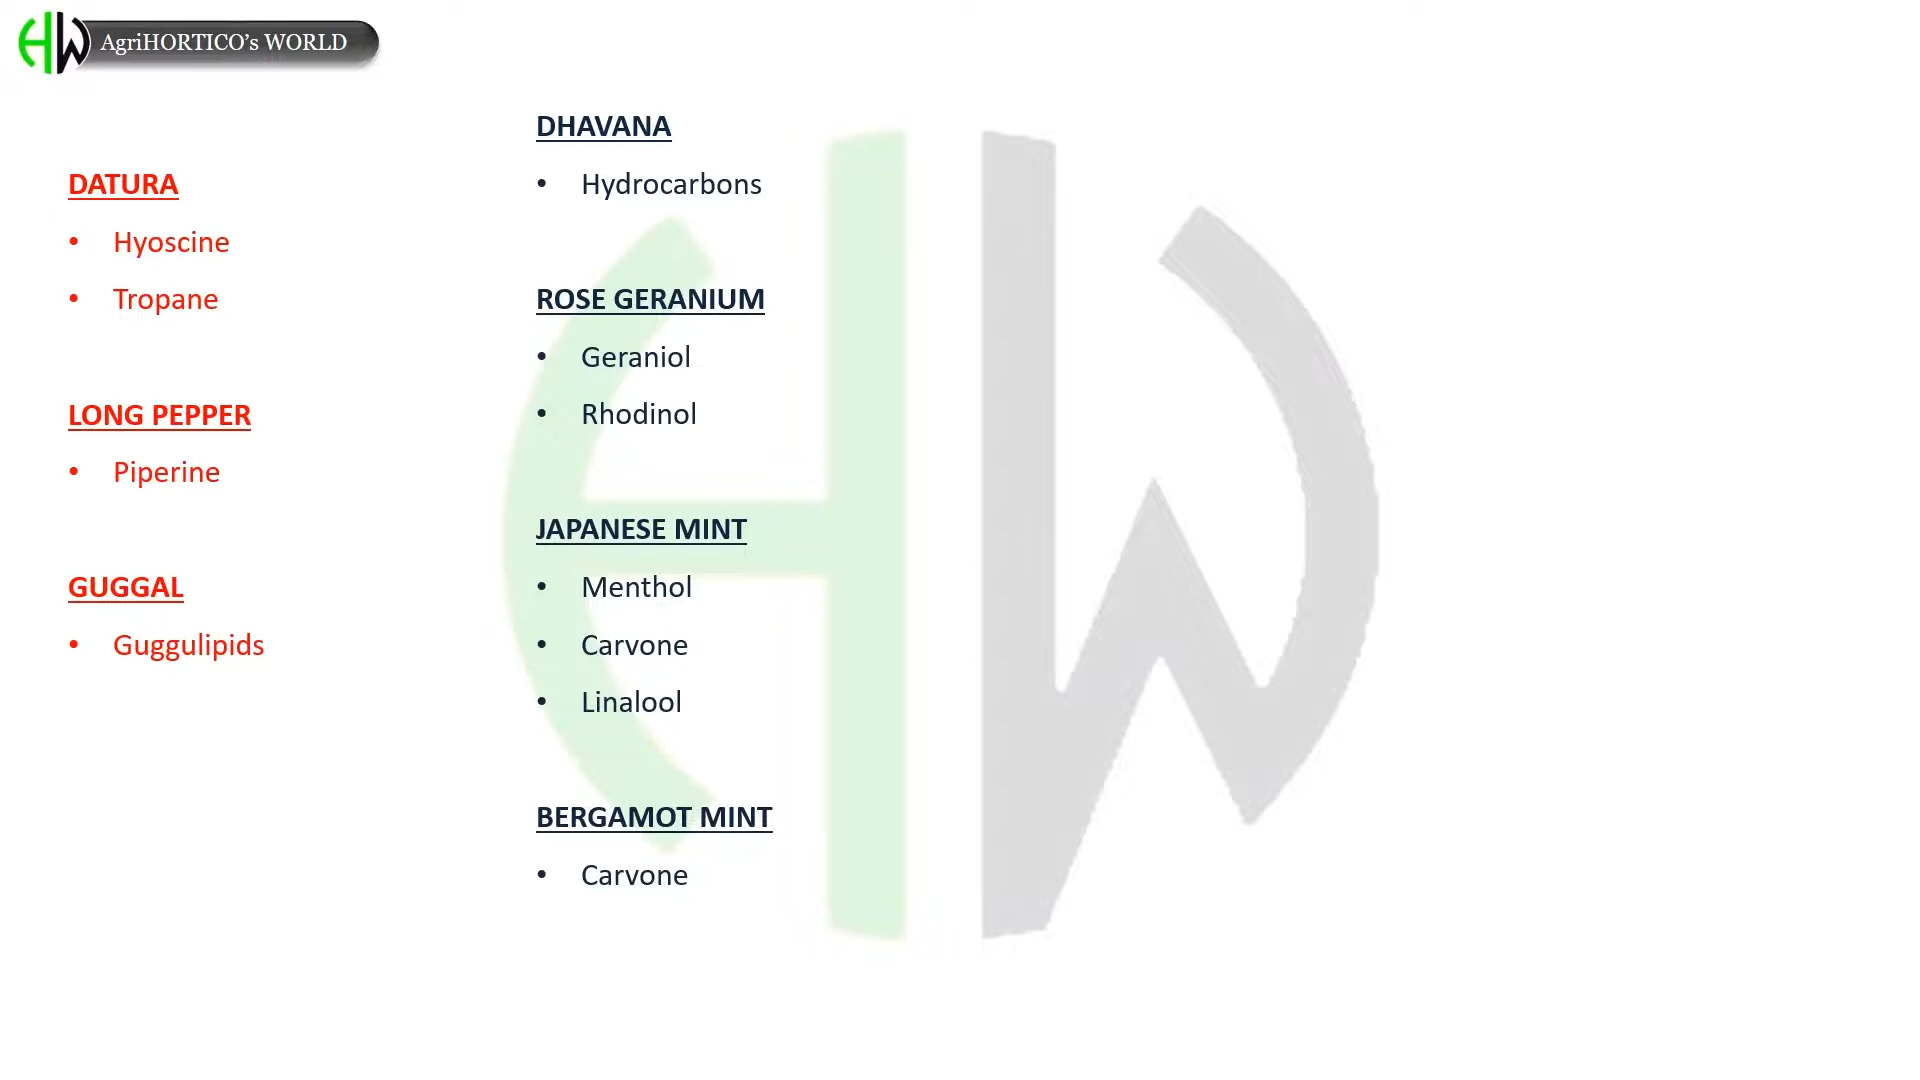 AgriHORTICO's WORLD
DATURA
• Hyoscine
• Tropane
LONG PEPPER
• Piperine
GUGGAL
• Guggulipids
DHAVANA
• Hydrocarbons
ROSE GERANIUM
• Geraniol
• Rhodinol
JAPANESE MINT
• Menthol
• Carvone
• Linalool
BERGAMOT MINT
• Carvone